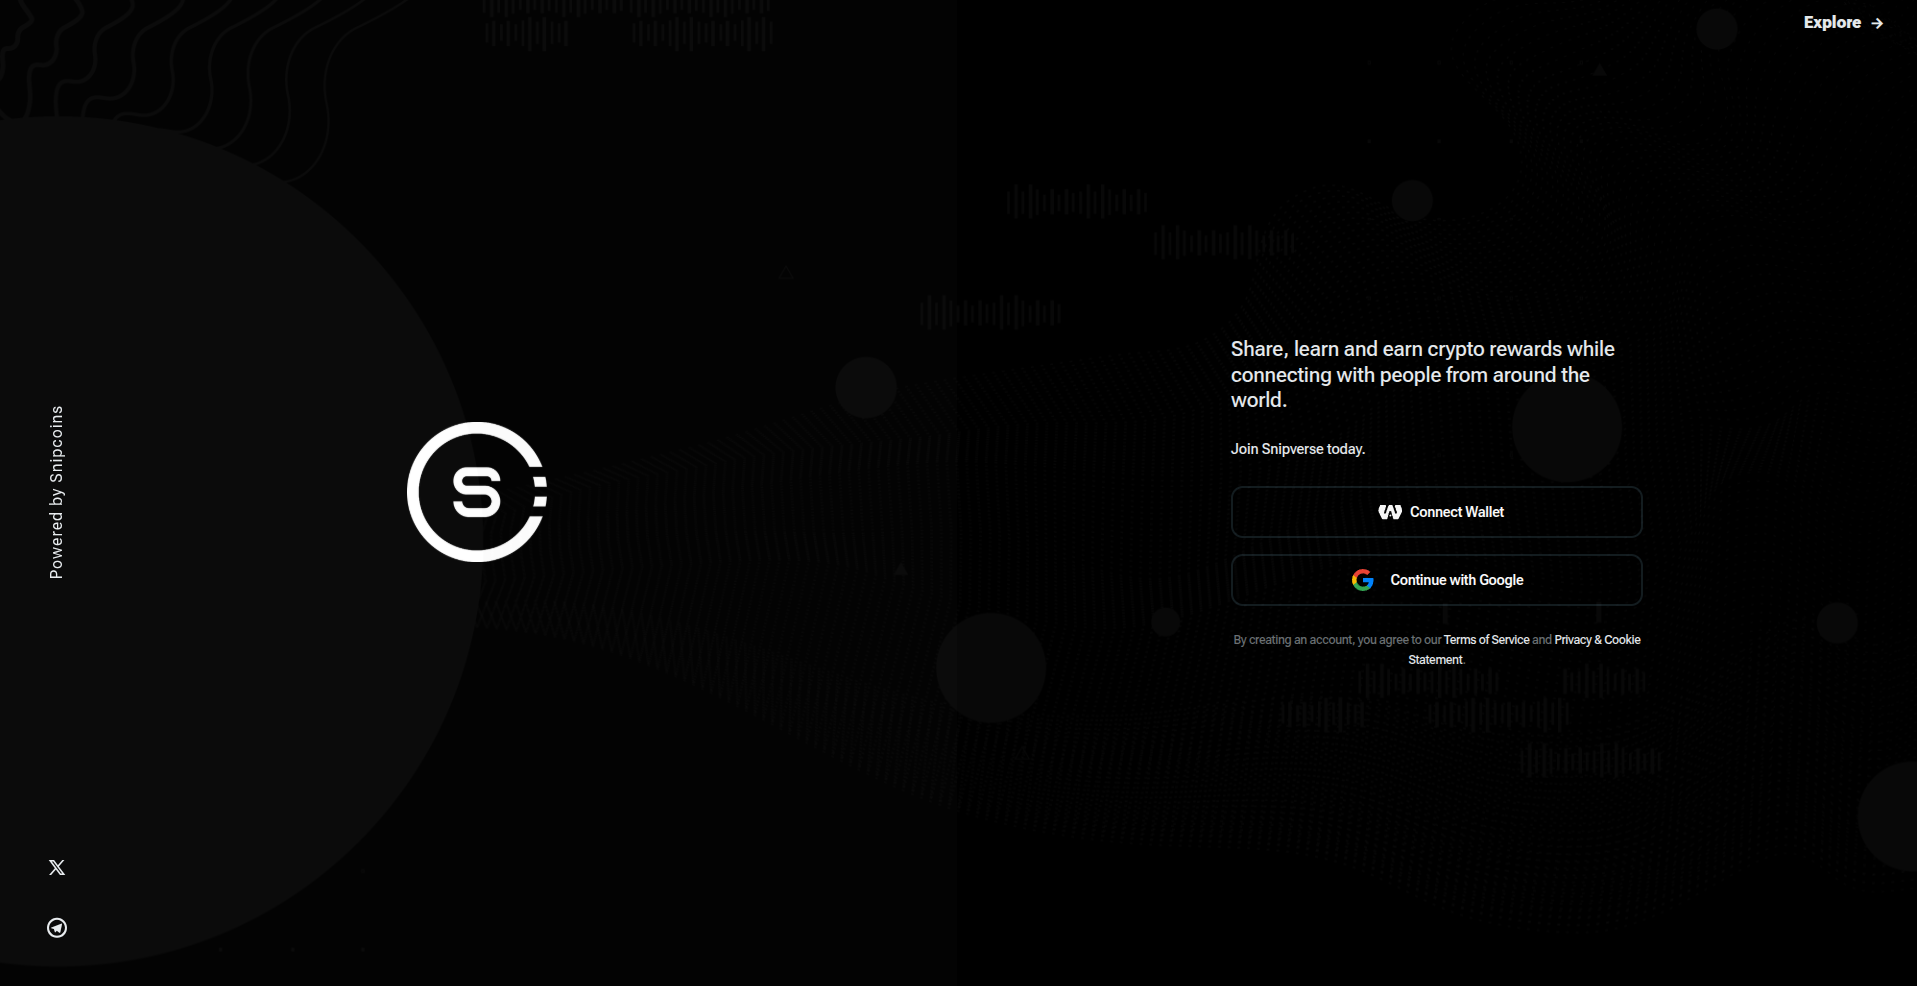 Explore
Powered by Snipcoins
S
Share, learn and earn crypto rewards while
connecting with people from around the
world.
Join Snipverse today.
Connect Wallet
Continue with Google
By creating an account, you agree to our Terms of Service and Privacy & Cookie
Statement.